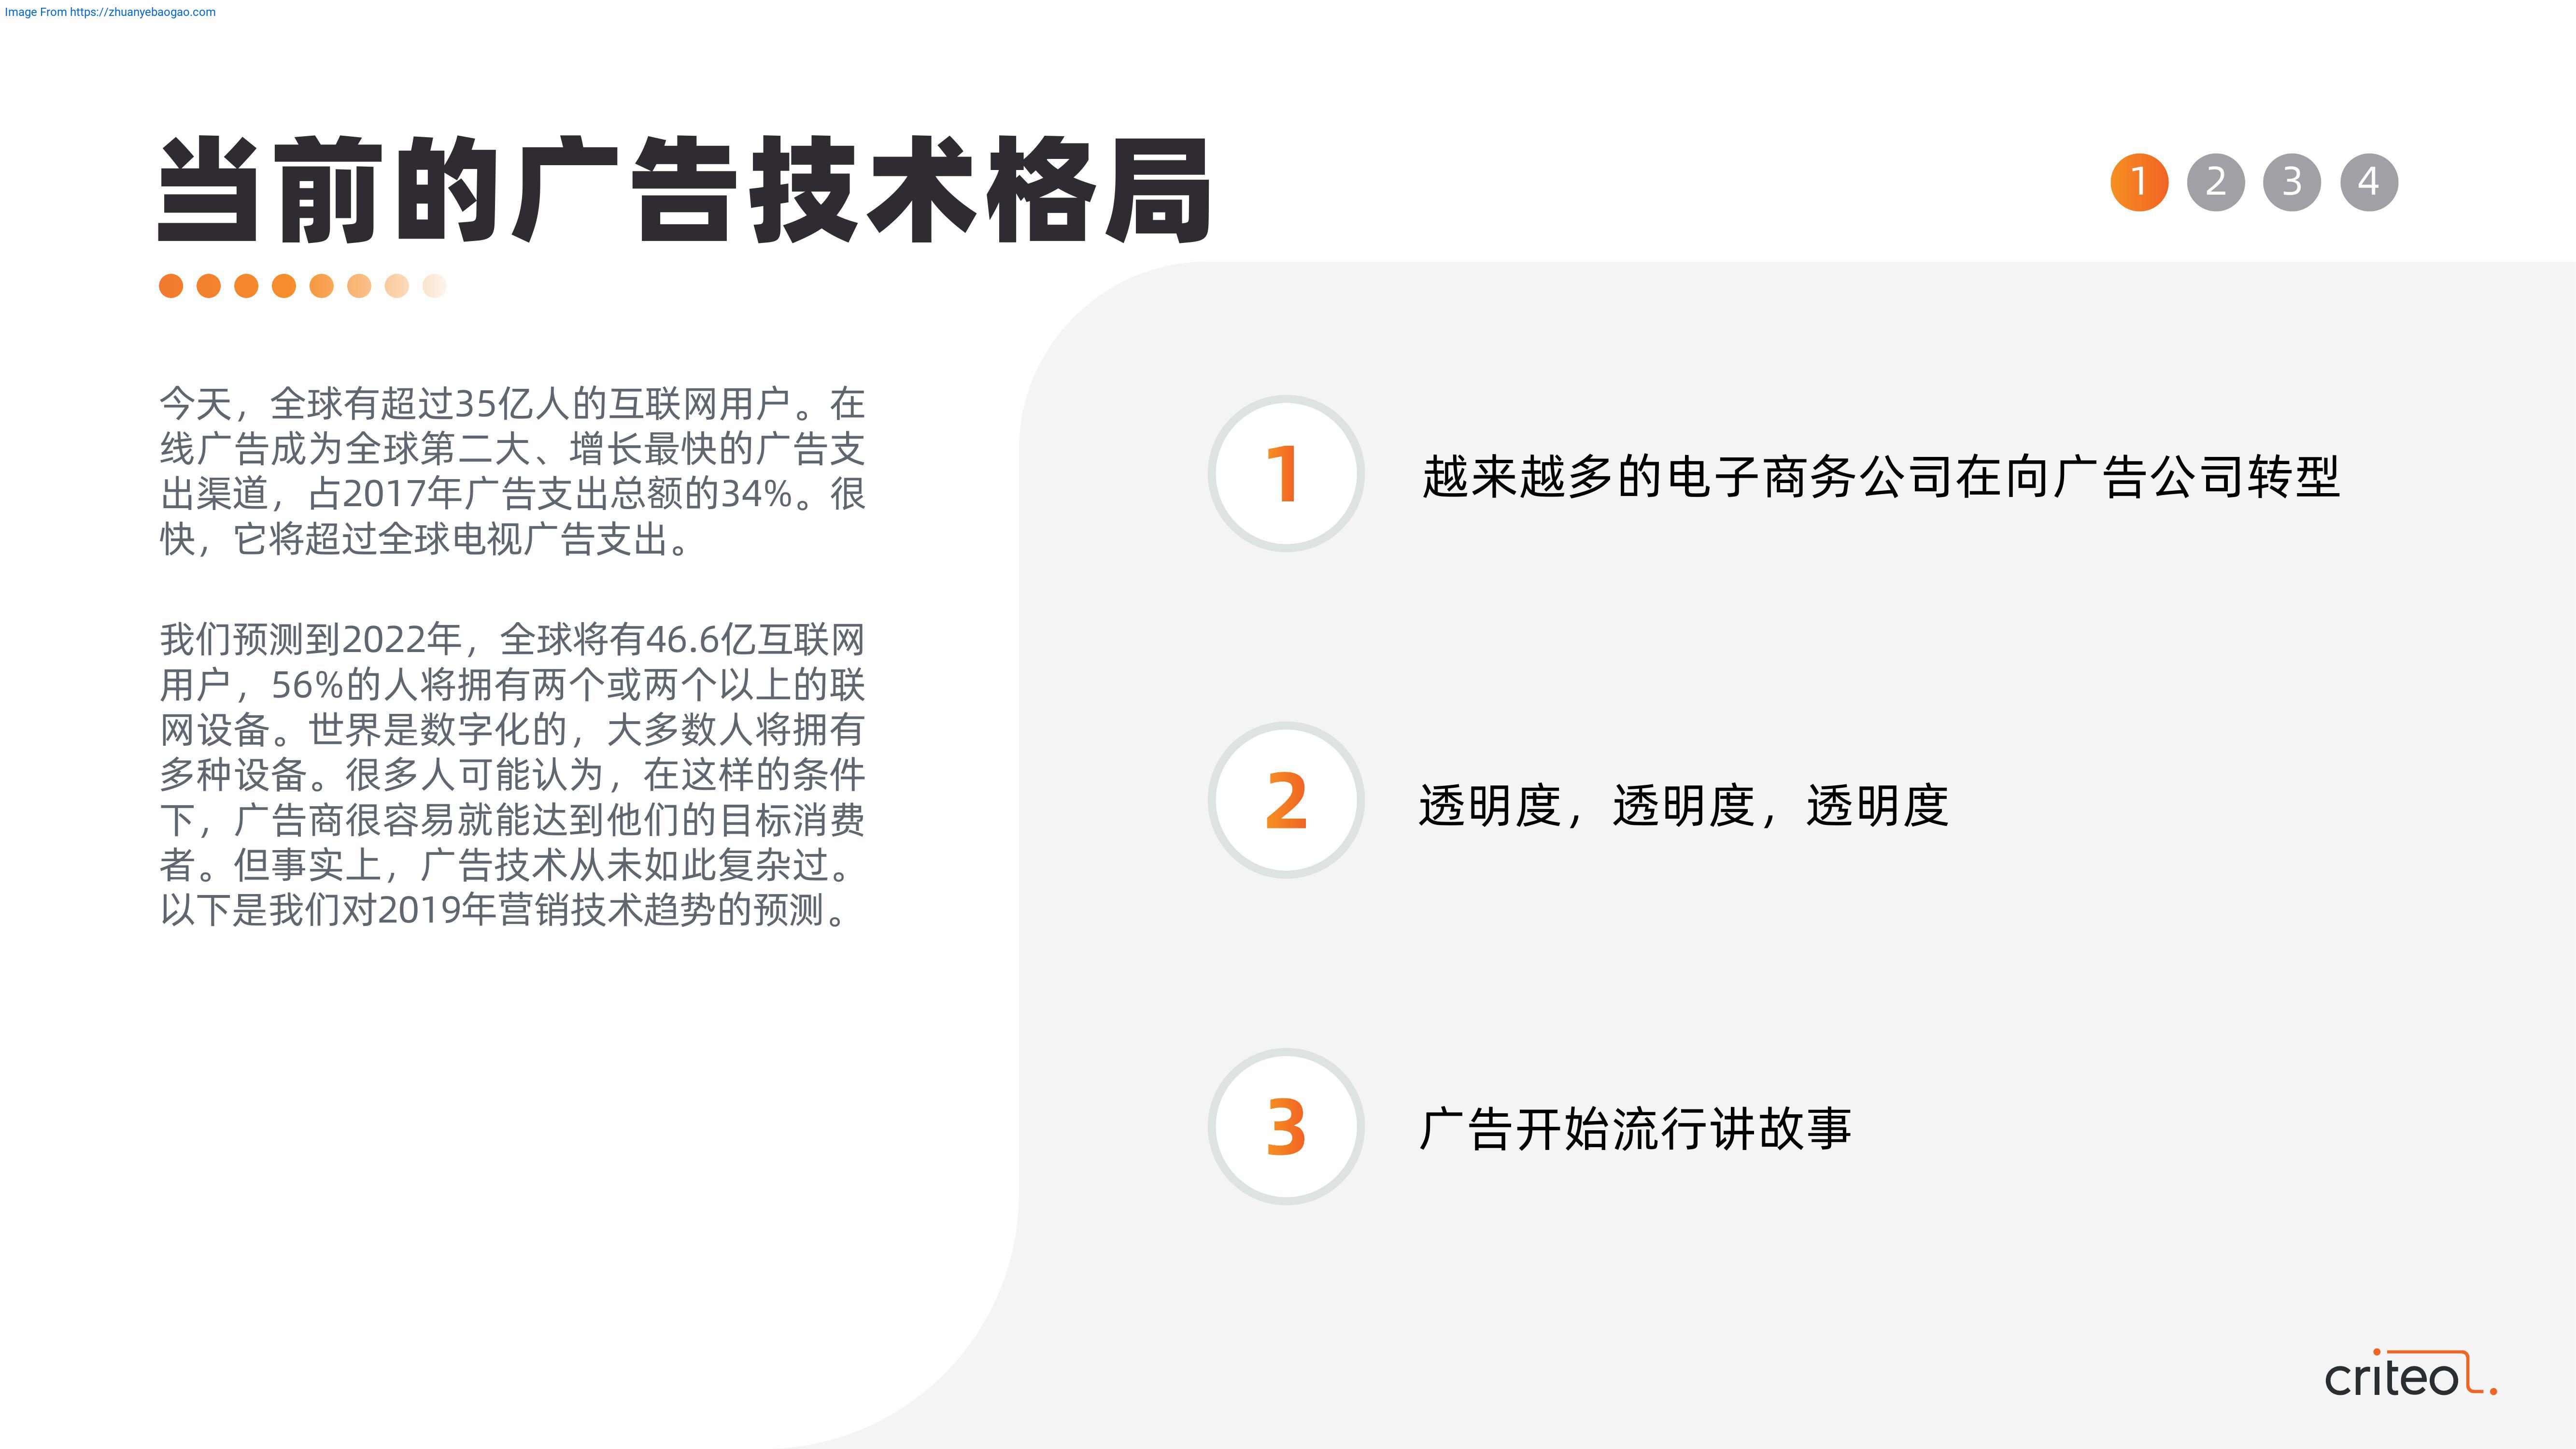 Image From https://zhuanyebaogao.com
当前的广告技术格局
1 2 3 4
今天，全球有超过35亿人的互联网用户。在
线广告成为全球第二大、增长最快的广告支
出渠道，占2017年广告支出总额的34%。很
快，它将超过全球电视广告支出。
我们预测到2022年，全球将有46.6亿互联网
用户，56%的人将拥有两个或两个以上的联
网设备。世界是数字化的，大多数人将拥有
多种设备。很多人可能认为，在这样的条件
下，广告商很容易就能达到他们的目标消费
者。但事实上，广告技术从未如此复杂过。
以下是我们对2019年营销技术趋势的预测。
1 越来越多的电子商务公司在向广告公司转型
2 透明度，透明度，透明度
3 广告开始流行讲故事
criteo